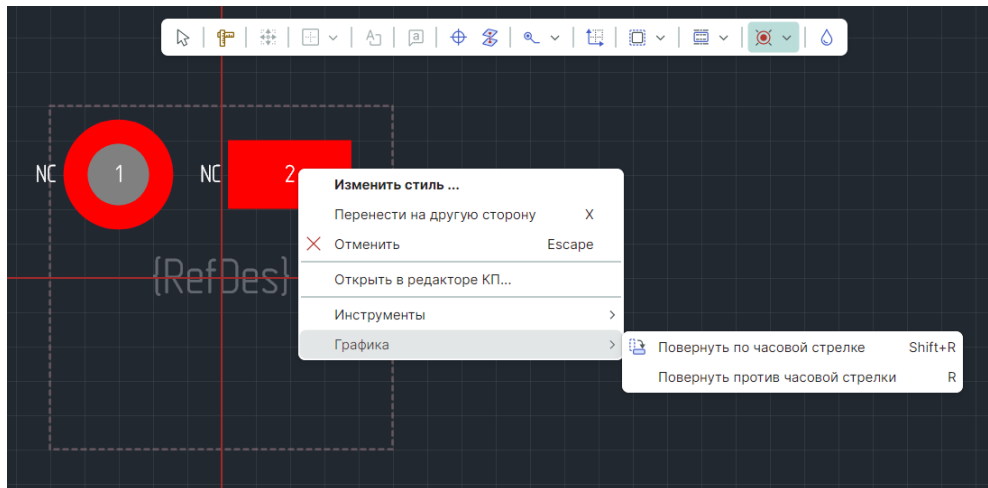 NC
1
NC
2
{RefDes}
Изменить стиль ...
Перенести на другую сторону X
Отменить Escape
Открыть в редакторе КП...
Инструменты
Графика
Повернуть по часовой стрелке Shift+R
Повернуть против часовой стрелки R